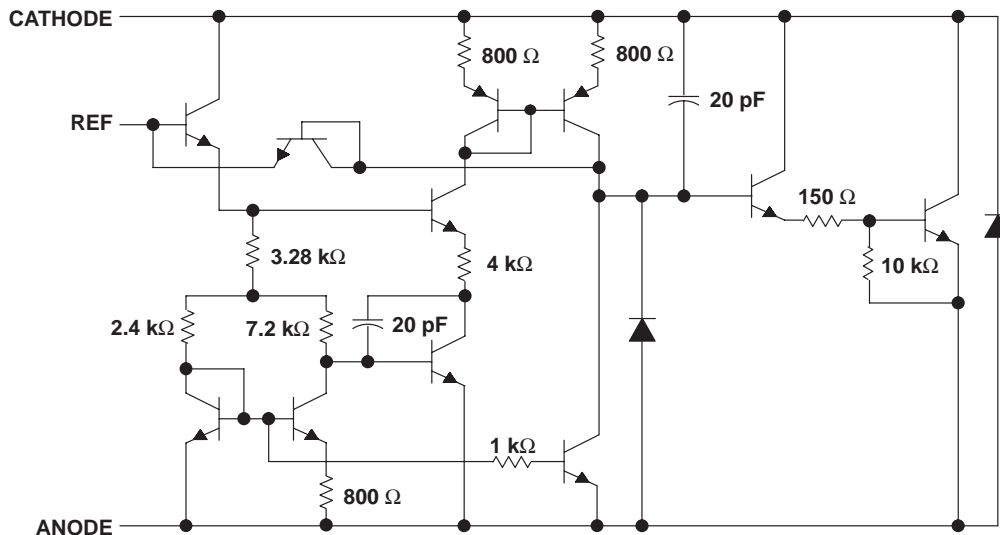 CATHODE
800 Ω
800 Ω
20 pF
REF
150 Ω
3.28 kΩ
4 kΩ
10 kΩ
2.4 kΩ
7.2 kΩ
20 pF
1 kΩ
800 Ω
ANODE